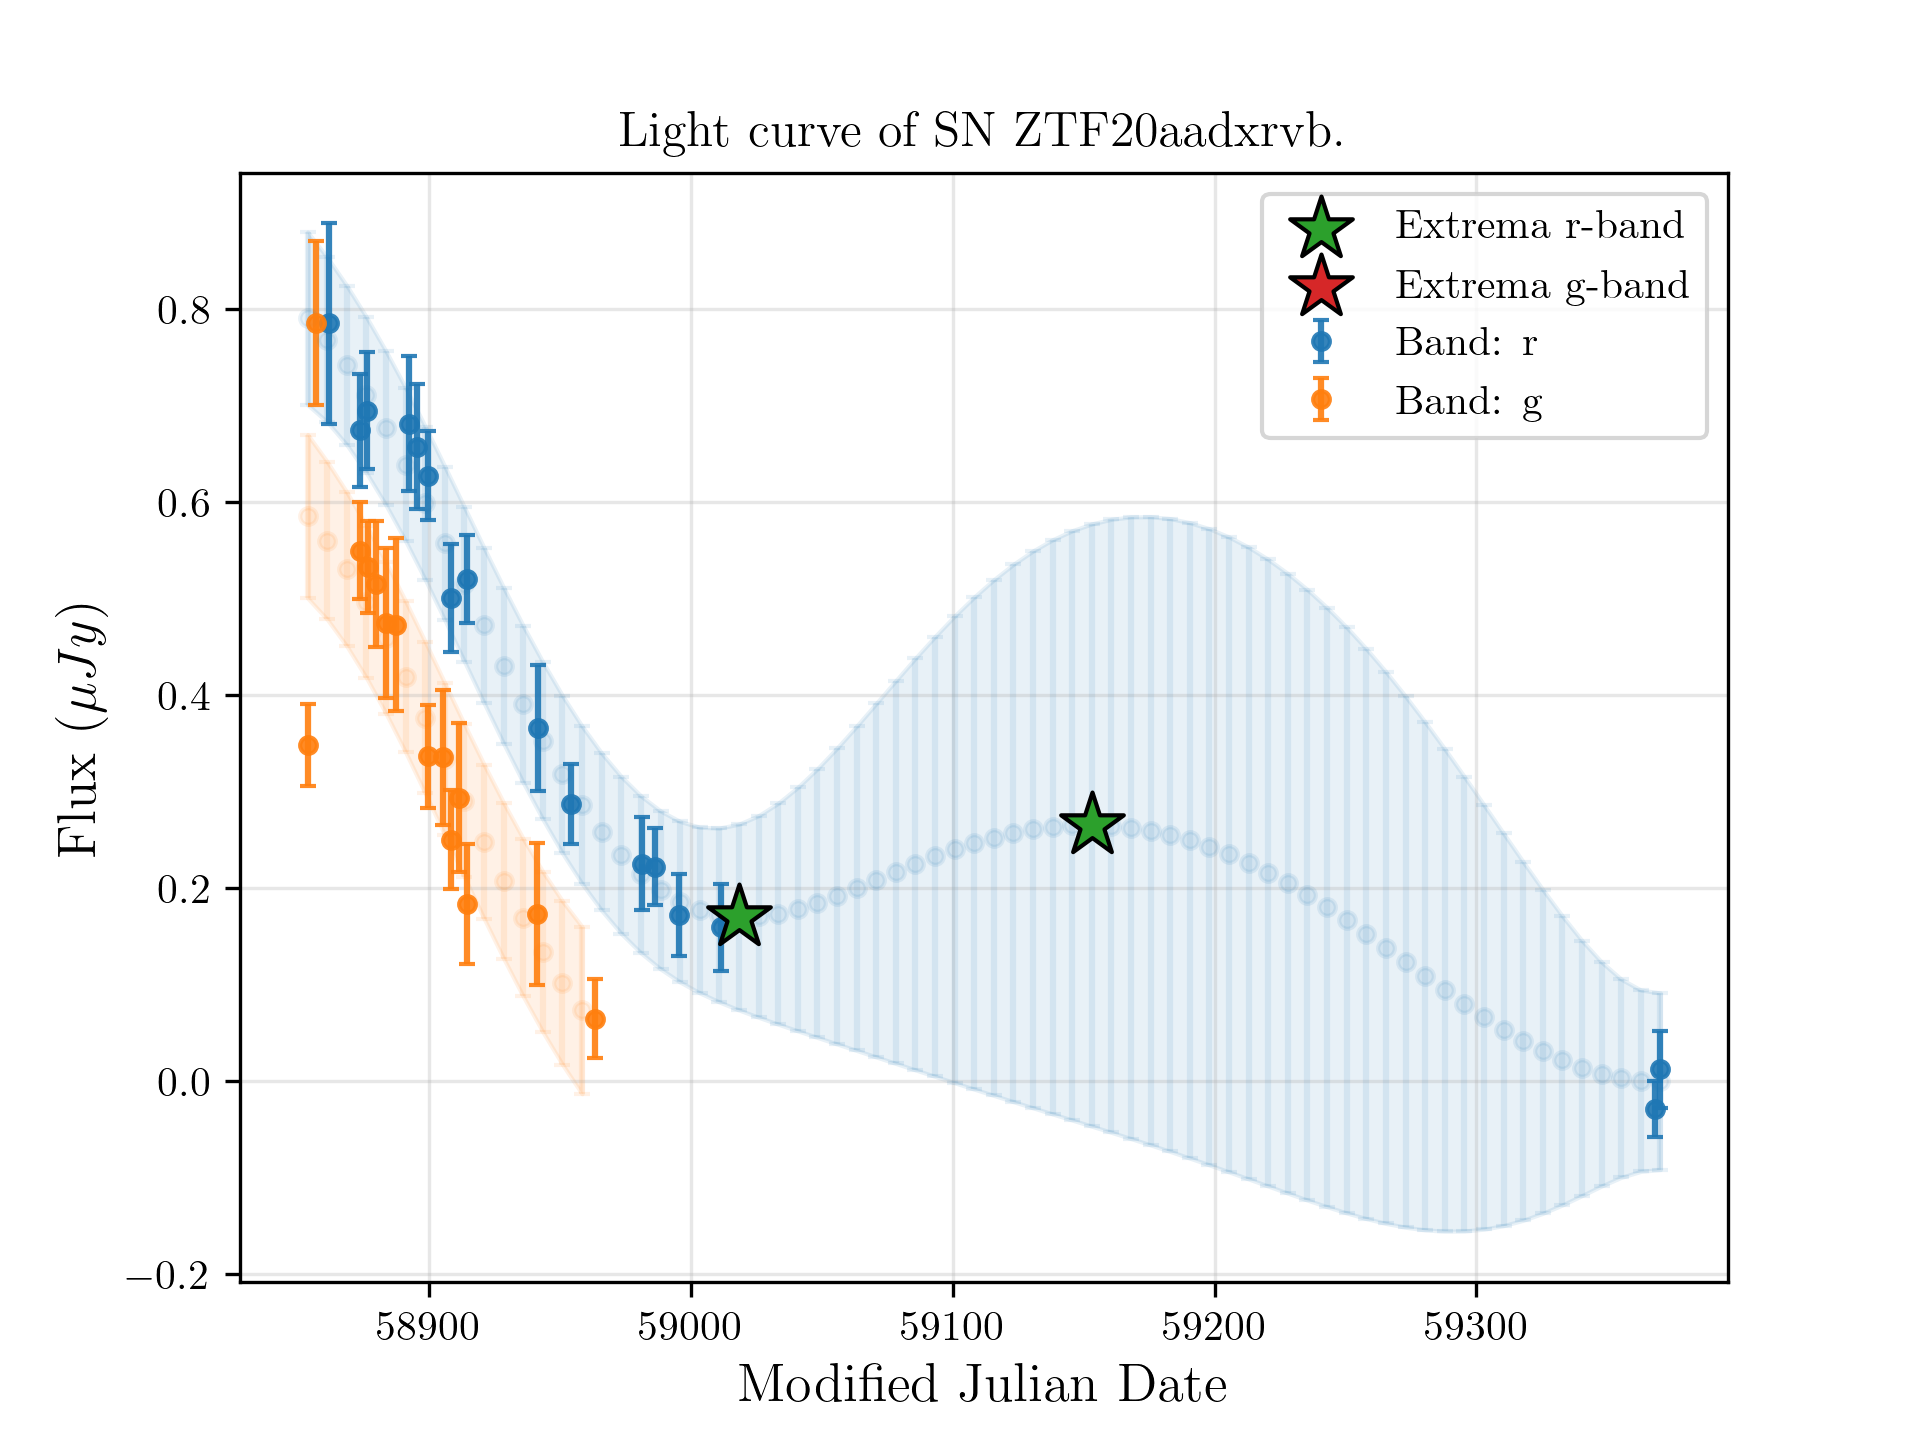 Light curve of SN ZTF20aadxrvb.
Extrema r-band
Extrema g-band
Band: r
Band: g
Flux (μJy)
0.8
0.6
0.4
0.2
0.0
−0.2
58900 59000 59100 59200 59300
Modified Julian Date